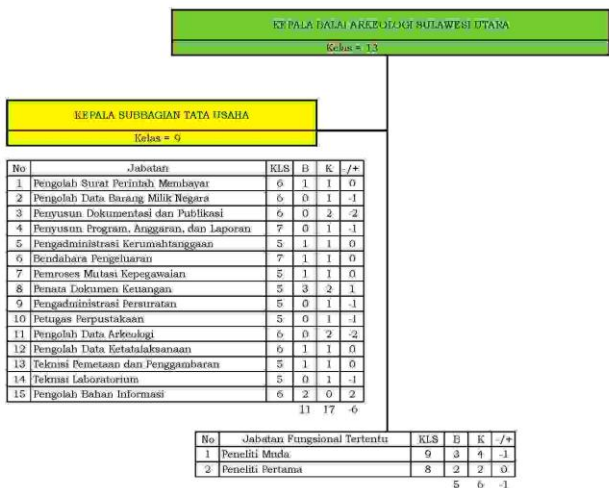 KEPALA BALAI ARKEOLOGI SULAWESI UTARA
Kelas = 13
KEPALA SUBBAGIAN TATA USAHA
Kelas = 9
No Jabatan KLS B K -/+
1 Pengolah Surat Perintah Membayar 6 1 1 0
2 Pengolah Data Barang Milik Negara 6 0 1 -1
3 Penyusun Dokumentasi dan Publikasi 6 0 2 -2
4 Penyusun Program, Anggaran, dan Laporan 7 0 1 -1
5 Pengadministrasi Kerumahtanggaan 5 1 1 0
6 Bendahara Pengeluaran 7 1 1 0
7 Pemroses Mutasi Kepegawaian 5 1 1 0
8 Penata Dokumen Keuangan 5 3 2 1
9 Pengadministrasi Persuratan 5 0 1 -1
10 Petugas Perpustakaan 5 0 1 -1
11 Pengolah Data Arkeologi 6 0 2 -2
12 Pengolah Data Ketatalaksanaan 6 1 1 0
13 Teknisi Pemetaan dan Penggambaran 5 1 1 0
14 Teknisi Laboratorium 5 0 1 -1
15 Pengolah Bahan Informasi 6 2 0 2
11 17 -6
No Jabatan Fungsional Tertentu KLS B K -/+
1 Peneliti Muda 9 3 4 -1
2 Peneliti Pertama 8 2 2 0
5 6 -1